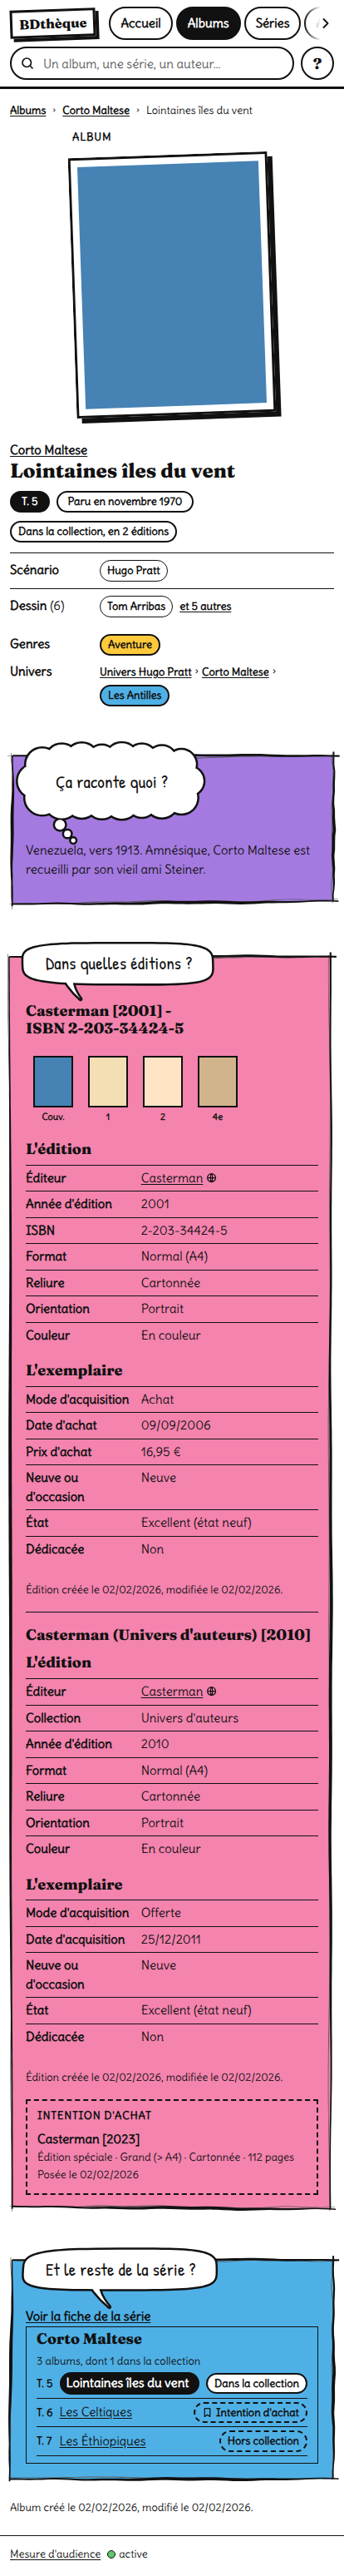 BDthèque
Accueil
Albums
Séries
Un album, une série, un auteur...
?
Albums › Corto Maltese › Lointaines îles du vent
ALBUM
Corto Maltese
Lointaines îles du vent
T. 5
Paru en novembre 1970
Dans la collection, en 2 éditions
Scénario
Hugo Pratt
Dessin (6)
Tom Arribas
et 5 autres
Genres
Aventure
Univers
Univers Hugo Pratt › Corto Maltese ›
Les Antilles
Ça raconte quoi ?
Venezuela, vers 1913. Amnésique, Corto Maltese est
recueilli par son vieil ami Steiner.
Dans quelles éditions ?
Casterman [2001] -
ISBN 2-203-34424-5
Couv.
1
2
4e
L'édition
Éditeur
Casterman
Année d'édition
2001
ISBN
2-203-34424-5
Format
Normal (A4)
Reliure
Cartonnée
Orientation
Portrait
Couleur
En couleur
L'exemplaire
Mode d'acquisition
Achat
Date d'achat
09/09/2006
Prix d'achat
16,95 €
Neuve ou
d'occasion
Neuve
État
Excellent (état neuf)
Dédicacée
Non
Édition créée le 02/02/2026, modifiée le 02/02/2026.
Casterman (Univers d'auteurs) [2010]
L'édition
Éditeur
Casterman
Collection
Univers d'auteurs
Année d'édition
2010
Format
Normal (A4)
Reliure
Cartonnée
Orientation
Portrait
Couleur
En couleur
L'exemplaire
Mode d'acquisition
Offerte
Date d'acquisition
25/12/2011
Neuve ou
d'occasion
Neuve
État
Excellent (état neuf)
Dédicacée
Non
Édition créée le 02/02/2026, modifiée le 02/02/2026.
INTENTION D'ACHAT
Casterman [2023]
Édition spéciale · Grand (> A4) · Cartonnée · 112 pages
Posée le 02/02/2026
Et le reste de la série ?
Voir la fiche de la série
Corto Maltese
3 albums, dont 1 dans la collection
T. 5
Lointaines îles du vent
Dans la collection
T. 6
Les Celtiques
Intention d'achat
T. 7
Les Éthiopiques
Hors collection
Album créé le 02/02/2026, modifié le 02/02/2026.
Mesure d'audience
active